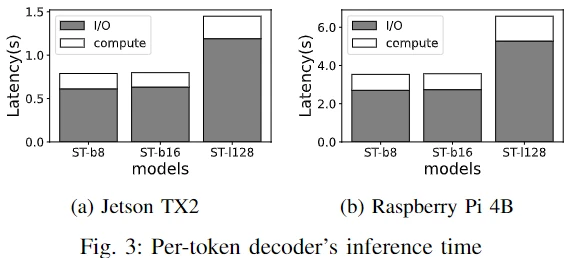 1.5
1.0
0.5
0.0
Latency(s)
I/O
compute
ST-b8 ST-b16 ST-l128
models
(a) Jetson TX2
6.0
4.0
2.0
0.0
Latency(s)
I/O
compute
ST-b8 ST-b16 ST-l128
models
(b) Raspberry Pi 4B
Fig. 3: Per-token decoder's inference time